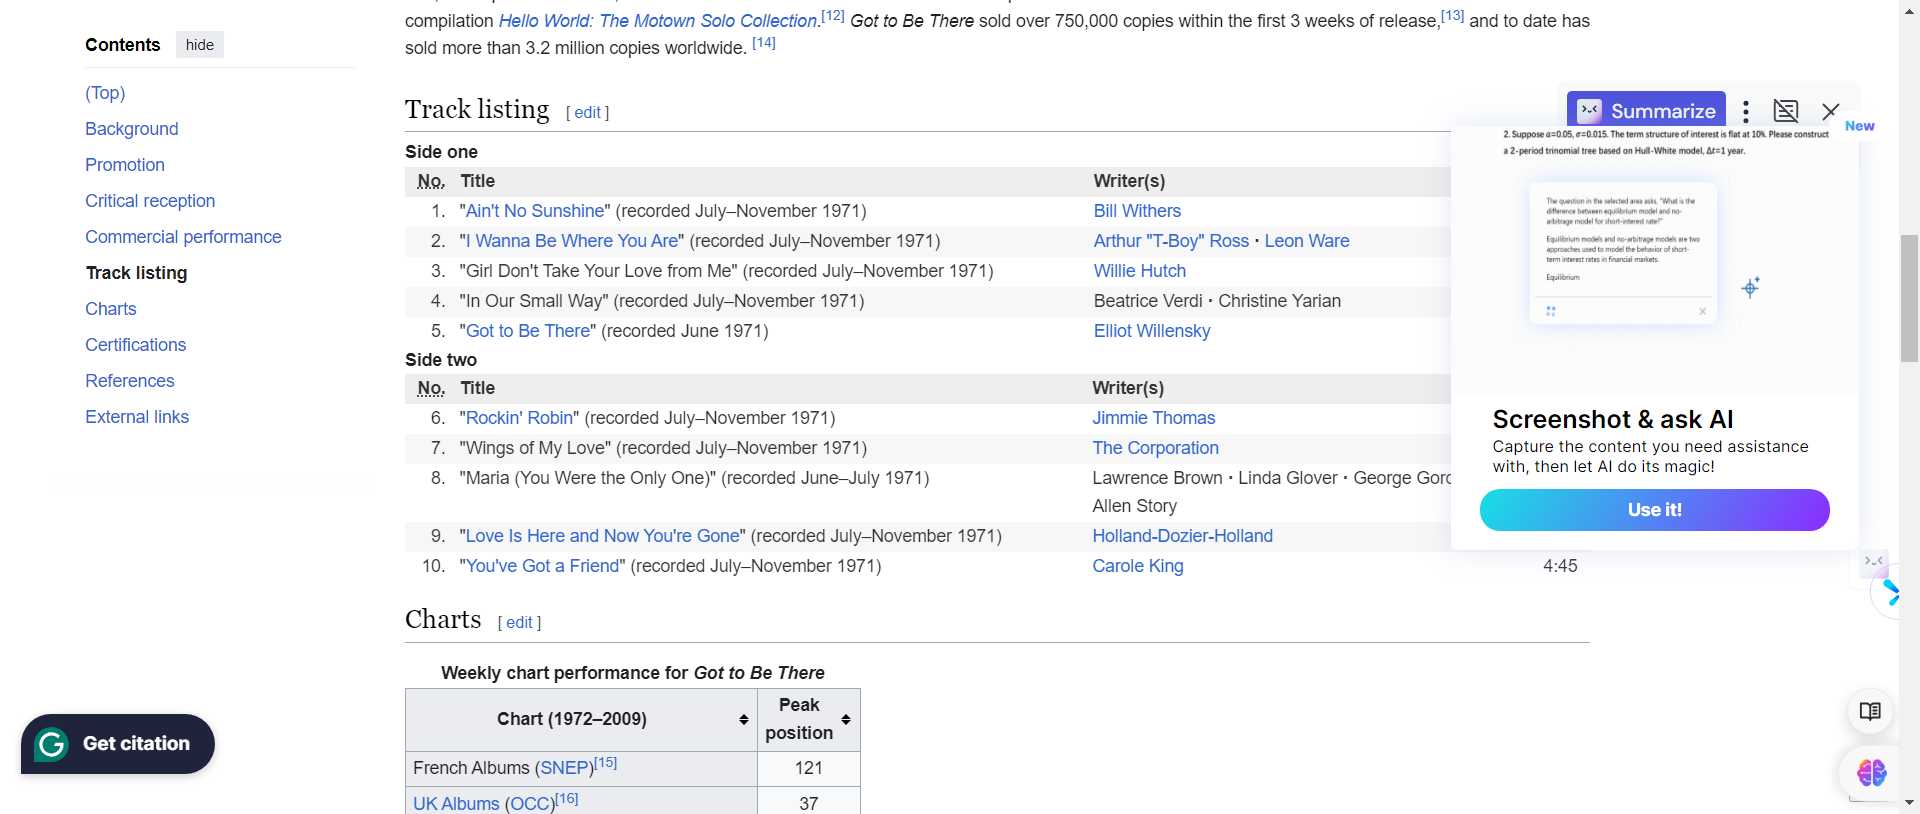 compilation Hello World: The Motown Solo Collection.[12] Got to Be There sold over 750,000 copies within the first 3 weeks of release,[13] and to date has
sold more than 3.2 million copies worldwide. [14]
Contents hide
(Top)
Background
Promotion
Critical reception
Commercial performance
Track listing
Charts
Certifications
References
External links
Track listing [ edit ]
Side one
No. Title Writer(s)
1. "Ain't No Sunshine" (recorded July–November 1971) Bill Withers
2. "I Wanna Be Where You Are" (recorded July–November 1971) Arthur "T-Boy" Ross · Leon Ware
3. "Girl Don't Take Your Love from Me" (recorded July–November 1971) Willie Hutch
4. "In Our Small Way" (recorded July–November 1971) Beatrice Verdi · Christine Yarian
5. "Got to Be There" (recorded June 1971) Elliot Willensky
Side two
No. Title Writer(s)
6. "Rockin' Robin" (recorded July–November 1971) Jimmie Thomas
7. "Wings of My Love" (recorded July–November 1971) The Corporation
8. "Maria (You Were the Only One)" (recorded June–July 1971) Lawrence Brown · Linda Glover · George
Allen Story
9. "Love Is Here and Now You're Gone" (recorded July–November 1971) Holland-Dozier-Holland
10. "You've Got a Friend" (recorded July–November 1971) Carole King 4:45
Charts [ edit ]
Weekly chart performance for Got to Be There
Chart (1972–2009) Peak position
French Albums (SNEP)[15] 121
UK Albums (OCC)[16] 37
Summarize
New
2. Suppose a=0.05, σ=0.015. The term structure of interest is flat at 10%. Please construct
a 2-period trinomial tree based on Hull-White model, Δt=1 year.
The question in the selected area asks, "What is the
difference between equilibrium model and no-
arbitrage model for short-interest rate?"
Equilibrium models and no-arbitrage models are two
approaches used to model the behavior of short-
term interest rates in financial markets.
Equilibrium
Screenshot & ask AI
Capture the content you need assistance
with, then let AI do its magic!
Use it!
Get citation